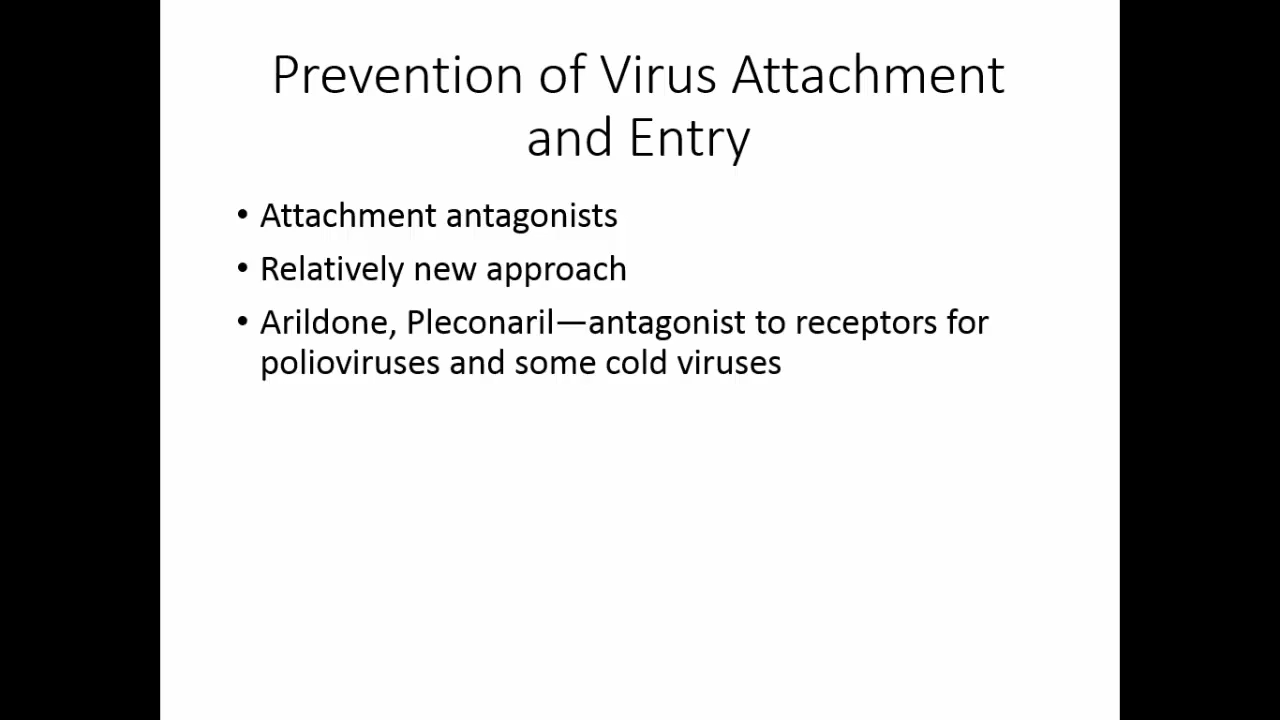 Prevention of Virus Attachment
and Entry
• Attachment antagonists
• Relatively new approach
• Arildone, Pleconaril—antagonist to receptors for
polioviruses and some cold viruses